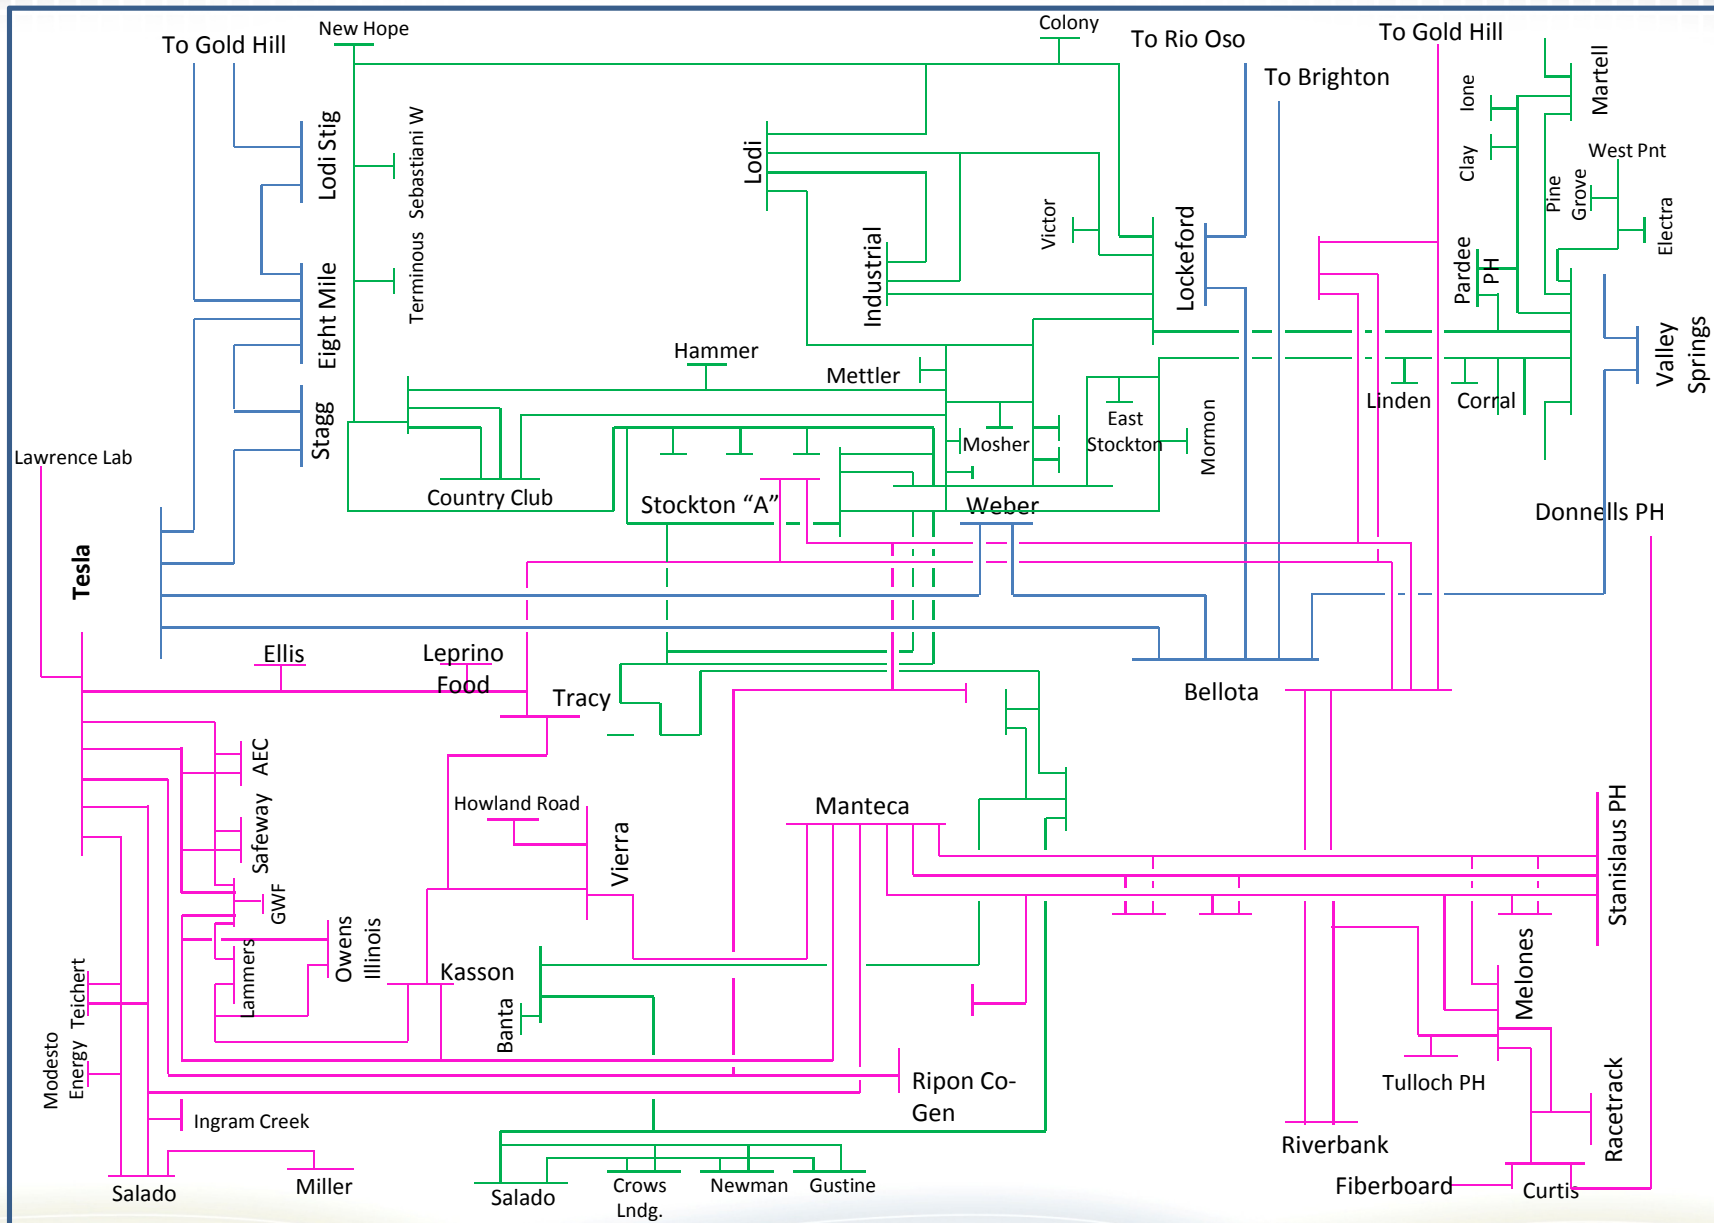 To Gold Hill
New Hope
Colony
To Rio Oso
To Gold Hill
To Brighton
Ione
Martell
Clay
West Pnt
Pine
Grove
Electra
Lodi Stig
Sebastiani W
Terminous
Lodi
Victor
Industrial
Lockeford
Pardee
PH
Eight Mile
Valley
Springs
Hammer
Mettler
Linden
Corral
Stagg
East
Stockton
Mosher
Mormon
Lawrence Lab
Country Club
Stockton “A”
Weber
Donnells PH
Tesla
Ellis
Leprino
Food
Tracy
Bellota
AEC
Safeway
Howland Road
Manteca
Vierra
Stanislaus PH
GWF
Owens
Illinois
Lammers
Kasson
Melones
Teichert
Banta
Modesto
Energy
Ripon Co-
Gen
Tulloch PH
Racetrack
Ingram Creek
Riverbank
Salado
Miller
Salado
Crows
Lndg.
Newman
Gustine
Fiberboard
Curtis